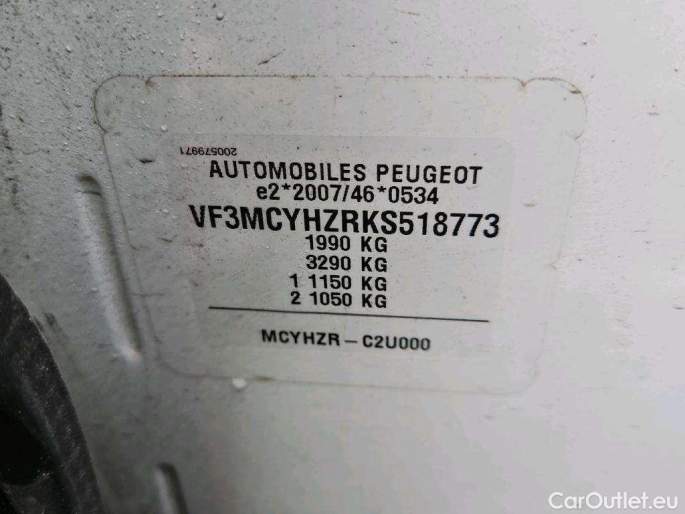 200579971
AUTOMOBILES PEUGEOT
e2*2007/46*0534
VF3MCYHZRKS518773
1990 KG
3290 KG
1 1150 KG
2 1050 KG
MCYHZR – C2U000
CarOutlet.eu